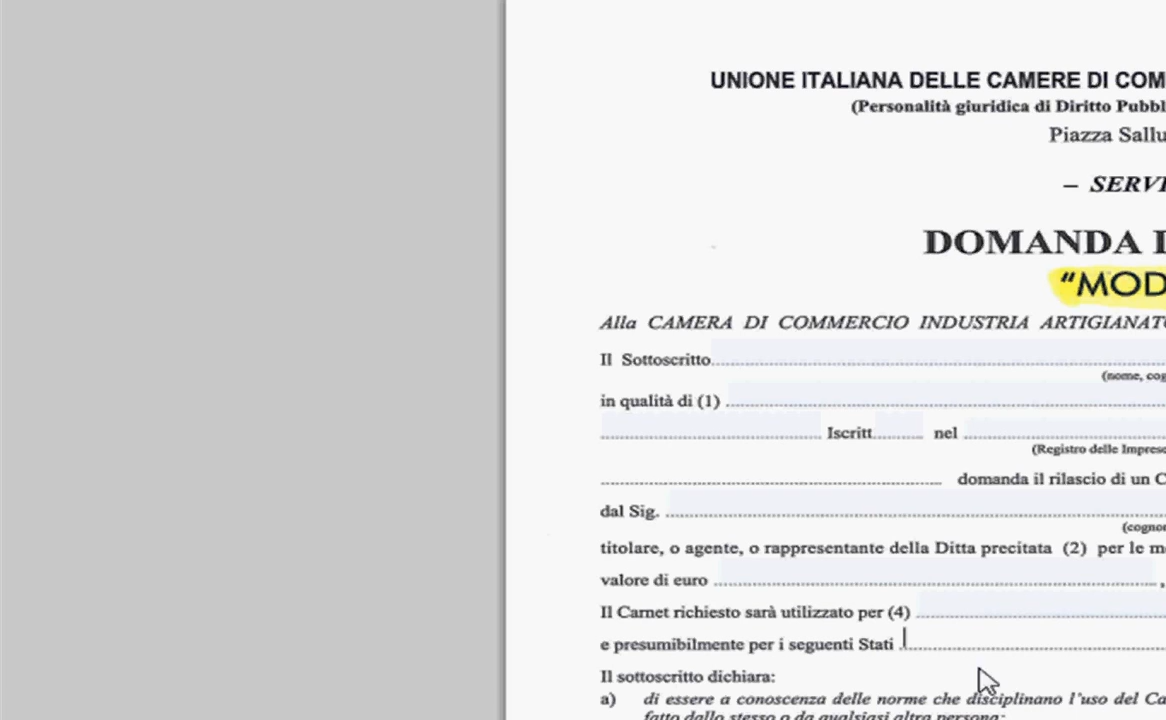 UNIONE ITALIANA DELLE CAMERE DI COM
(Personalità giuridica di Diritto Pubbl
Piazza Sallu
– SERVI
DOMANDA D
“MOD
Alla CAMERA DI COMMERCIO INDUSTRIA ARTIGIANATO
Il Sottoscritto
(nome, cog
in qualità di (1)
Iscritt nel
(Registro delle Imprese
domanda il rilascio di un C
dal Sig.
(cognom
titolare, o agente, o rappresentante della Ditta precitata (2) per le m
valore di euro ,
Il Carnet richiesto sarà utilizzato per (4)
e presumibilmente per i seguenti Stati
Il sottoscritto dichiara:
a) di essere a conoscenza delle norme che disciplinano l’uso del Ca
fatto dallo stesso o da qualsiasi altra persona;